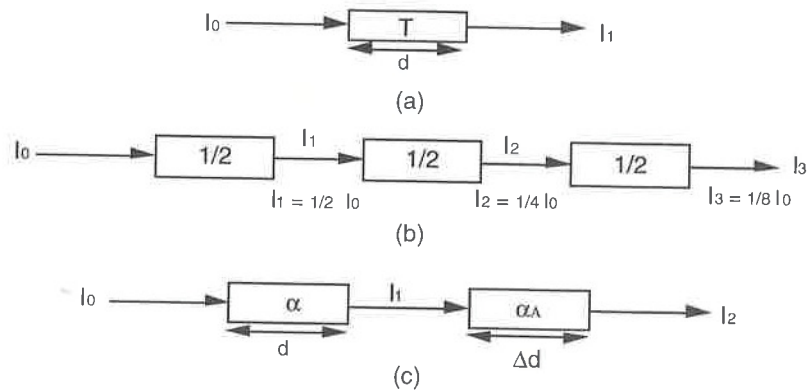 I₀ T I₁
d
(a)
I₀ 1/2 I₁ 1/2 I₂ 1/2 I₃
I₁ = 1/2 I₀ I₂ = 1/4 I₀ I₃ = 1/8 I₀
(b)
I₀ α I₁ αᴧ I₂
d Δd
(c)